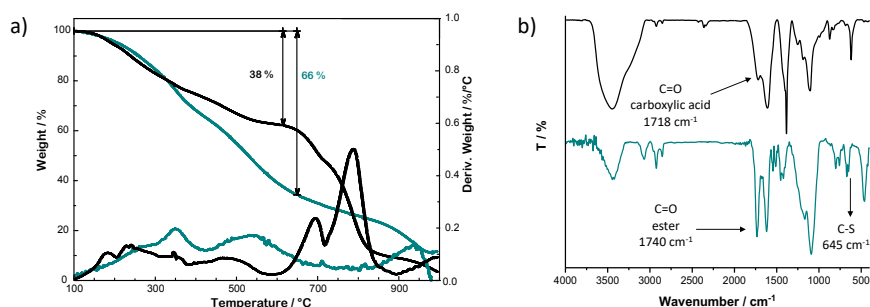 a)
Weight / %
100
80
60
40
20
0
38 %
66 %
1.0
0.8
0.6
0.4
0.2
0.0
Deriv. Weight / %/°C
100
300
500
700
900
Temperature / °C
b)
T / %
C=O
carboxylic acid
1718 cm-1
C=O
ester
1740 cm-1
C-S
645 cm-1
4000
3500
3000
2500
2000
1500
1000
500
Wavenumber / cm-1